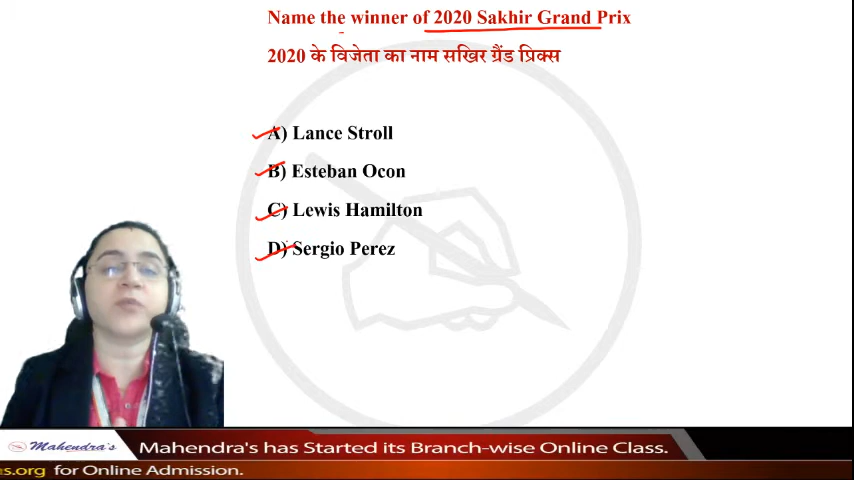 Name the winner of 2020 Sakhir Grand Prix
2020 के विजेता का नाम सखिर ग्रैंड प्रिक्स
A) Lance Stroll
B) Esteban Ocon
C) Lewis Hamilton
D) Sergio Perez
Mahendra's Mahendra's has Started its Branch-wise Online Class.
s.org for Online Admission.